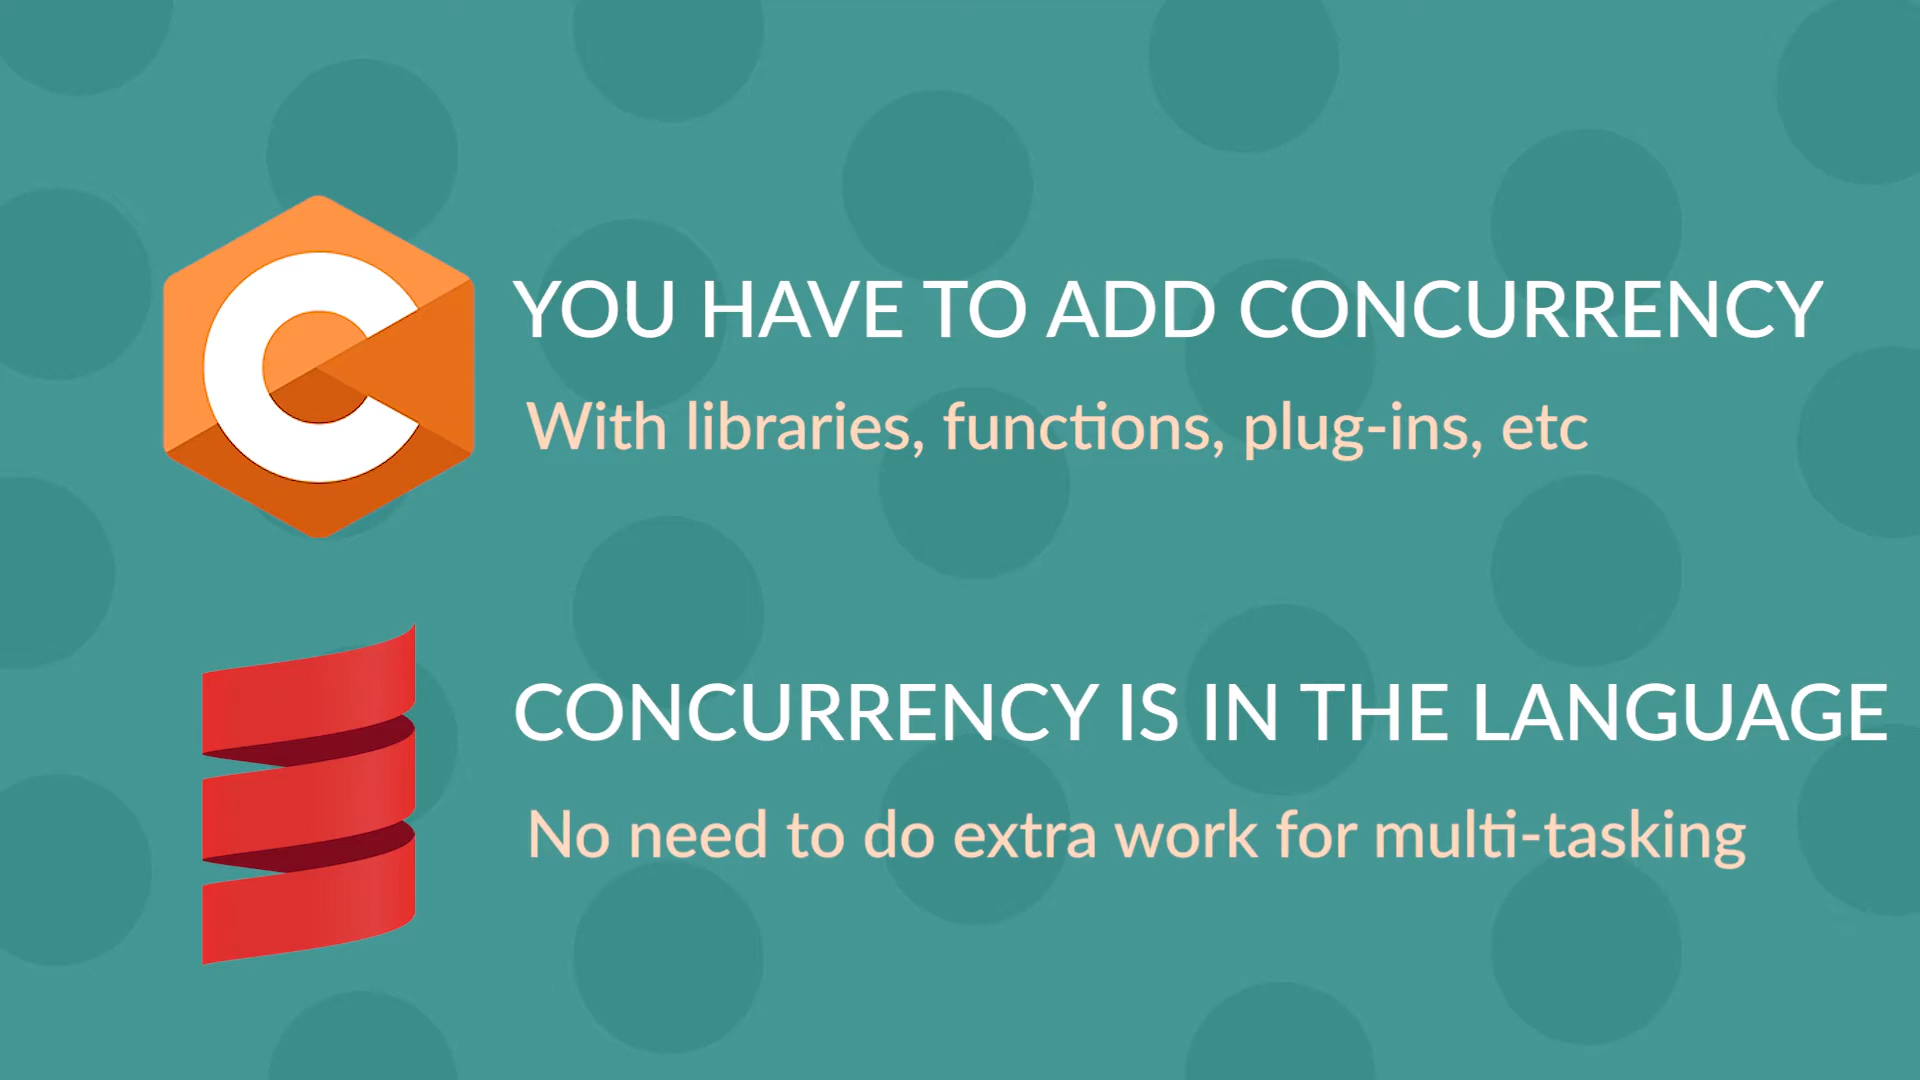 YOU HAVE TO ADD CONCURRENCY
With libraries, functions, plug-ins, etc
CONCURRENCY IS IN THE LANGUAGE
No need to do extra work for multi-tasking